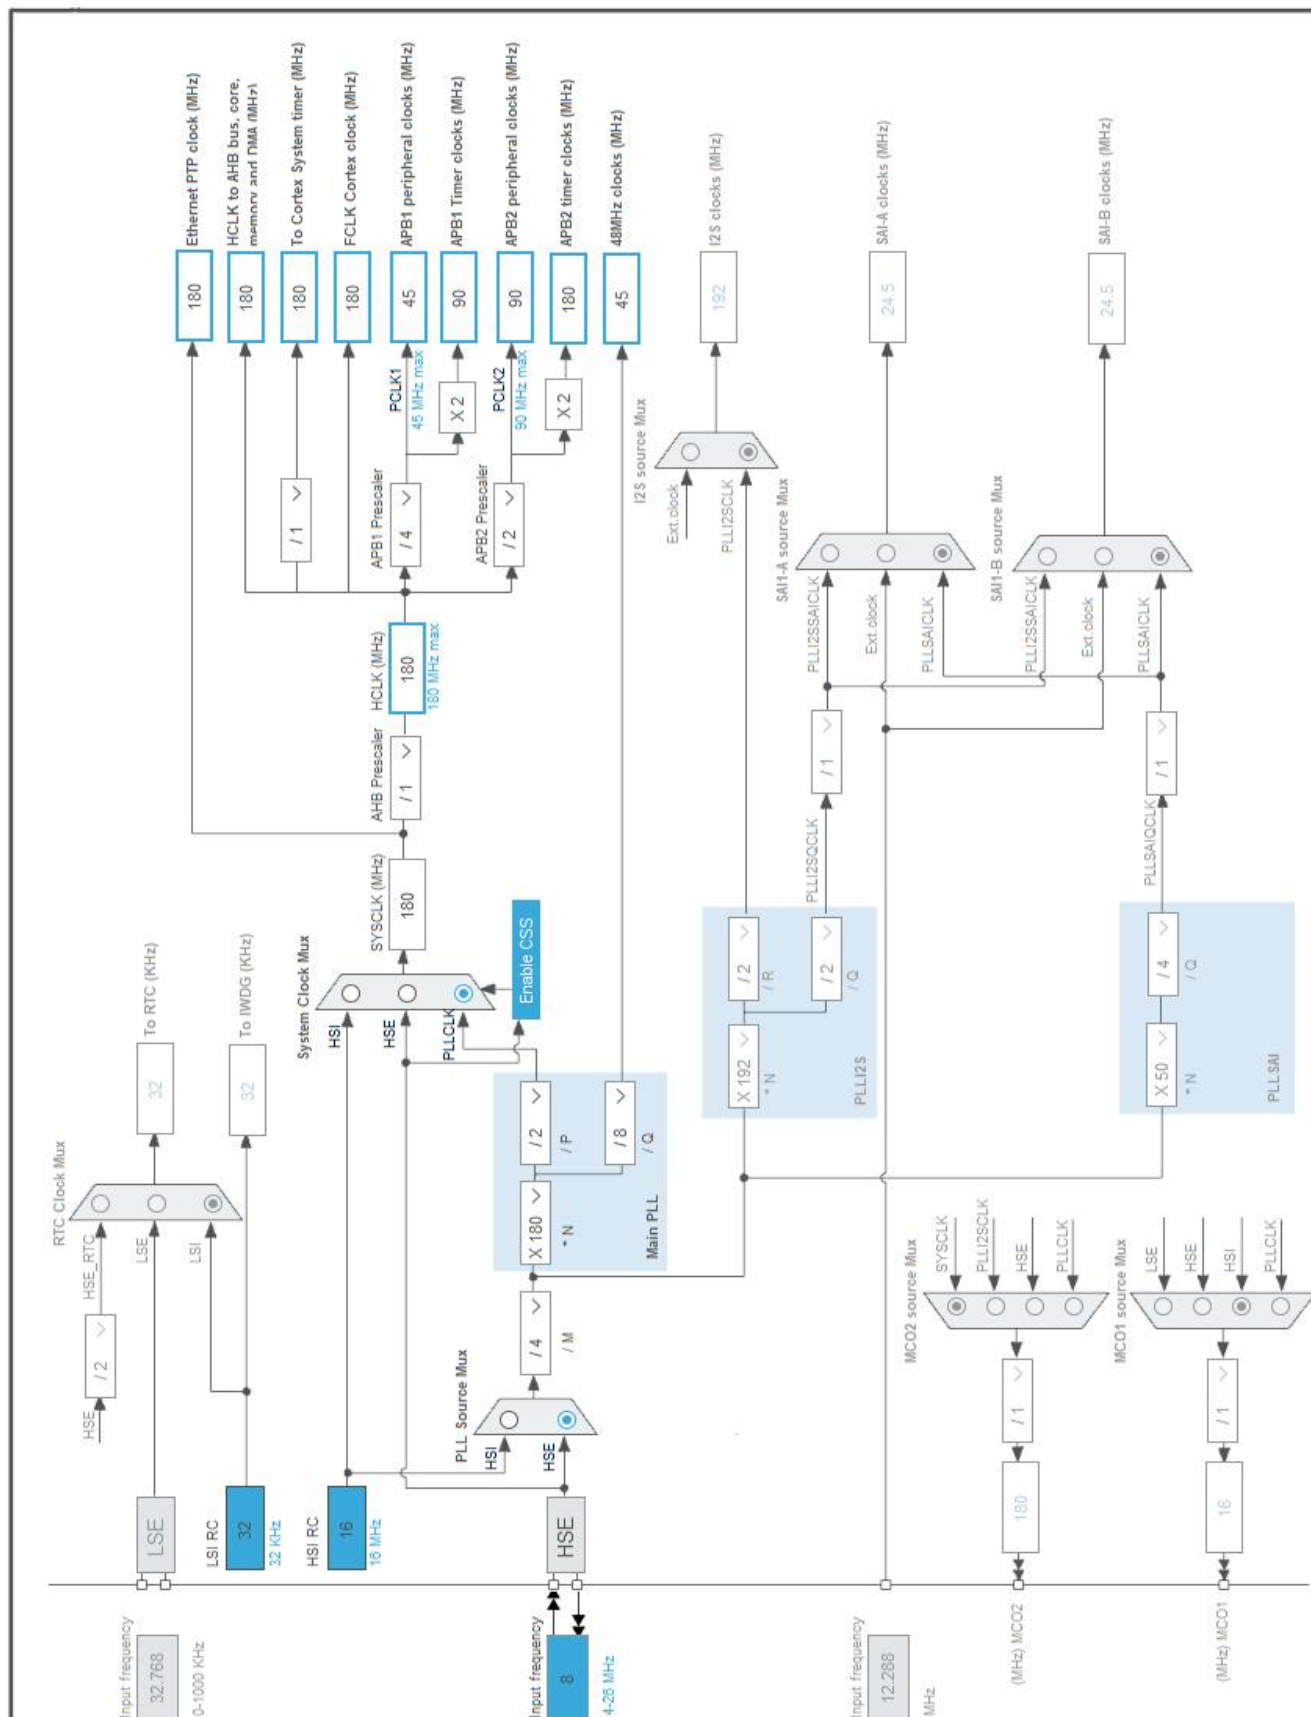 Input frequency
32.768
0-1000 KHz
LSE
HSE
/ 2
HSE_RTC
LSE
LSI
RTC Clock Mux
32
To RTC (KHz)
LSI RC
32
32 KHz
32
To IWDG (KHz)
HSI RC
16
16 MHz
Input frequency
8
4-26 MHz
HSE
PLL Source Mux
HSI
HSE
/ 4
/ M
X 180
* N
/ 2
/ P
/ 8
/ Q
Main PLL
System Clock Mux
HSI
HSE
PLLCLK
Enable CSS
SYSCLK (MHz)
180
AHB Prescaler
/ 1
HCLK (MHz)
180
180 MHz max
180
Ethernet PTP clock (MHz)
180
HCLK to AHB bus, core,
memory and DMA (MHz)
/ 1
180
To Cortex System timer (MHz)
180
FCLK Cortex clock (MHz)
APB1 Prescaler
/ 4
PCLK1
45 MHz max
45
APB1 peripheral clocks (MHz)
X 2
90
APB1 Timer clocks (MHz)
APB2 Prescaler
/ 2
PCLK2
90 MHz max
90
APB2 peripheral clocks (MHz)
X 2
180
APB2 timer clocks (MHz)
45
48MHz clocks (MHz)
X 192
* N
/ 2
/ R
/ 2
/ Q
PLLI2S
I2S source Mux
Ext.clock
PLLI2SCLK
192
I2S clocks (MHz)
PLLI2SQCLK
/ 1
SAI1-A source Mux
PLLI2SSAICLK
Ext.clock
PLLSAICLK
24.5
SAI-A clocks (MHz)
X 50
* N
/ 4
/ Q
PLLSAI
PLLSAIQCLK
/ 1
SAI1-B source Mux
PLLI2SSAICLK
Ext.clock
PLLSAICLK
24.5
SAI-B clocks (MHz)
Input frequency
12.288
MHz
MCO2 source Mux
SYSCLK
PLLI2SCLK
HSE
PLLCLK
/ 1
180
(MHz) MCO2
MCO1 source Mux
LSE
HSE
HSI
PLLCLK
/ 1
16
(MHz) MCO1